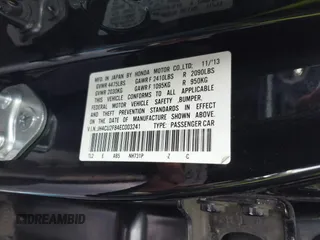 MFD. IN JAPAN BY HONDA MOTOR CO.,LTD. 11/'13
GVWR 4475LBS GAWR F 2410LBS R 2090LBS
GVWR 2030KG GAWR F 1095KG R 950KG
THIS VEHICLE CONFORMS TO ALL APPLICABLE
FEDERAL MOTOR VEHICLE SAFETY ,BUMPER,
AND THEFT PREVENTION STANDARDS IN EFFECT ON THE
DATE OF MANUFACTURE SHOWN ABOVE.
V.I.N. JH4CU2F84EC003241 TYPE: PASSENGER CAR
ABS Z C
DREAMBID